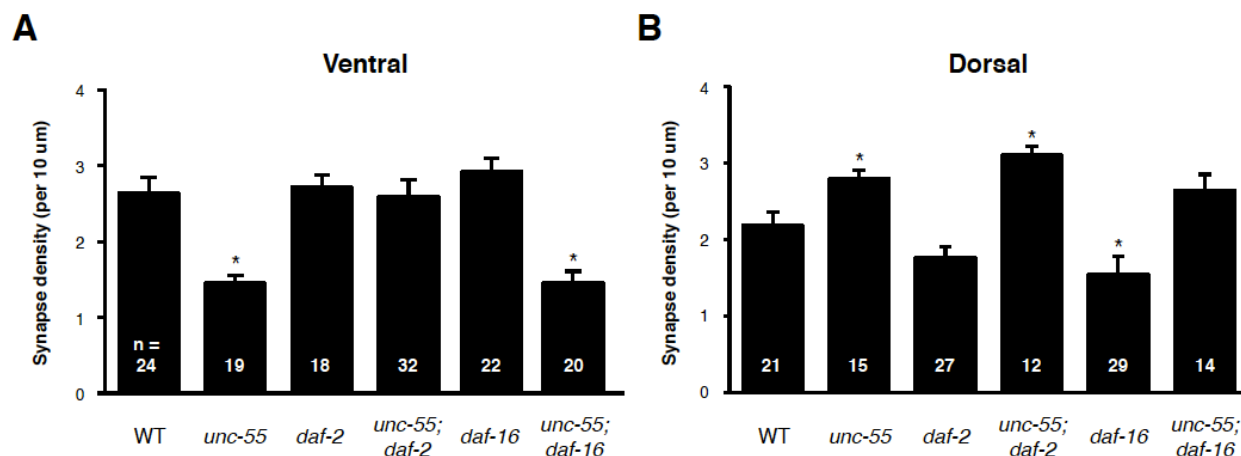 A
Ventral
Synapse density (per 10 um)
4
3
2
1
0
*
*
n =
24
19
18
32
22
20
WT
unc-55
daf-2
unc-55;
daf-2
daf-16
unc-55;
daf-16
B
Dorsal
Synapse density (per 10 um)
4
3
2
1
0
*
*
*
21
15
27
12
29
14
WT
unc-55
daf-2
unc-55;
daf-2
daf-16
unc-55;
daf-16